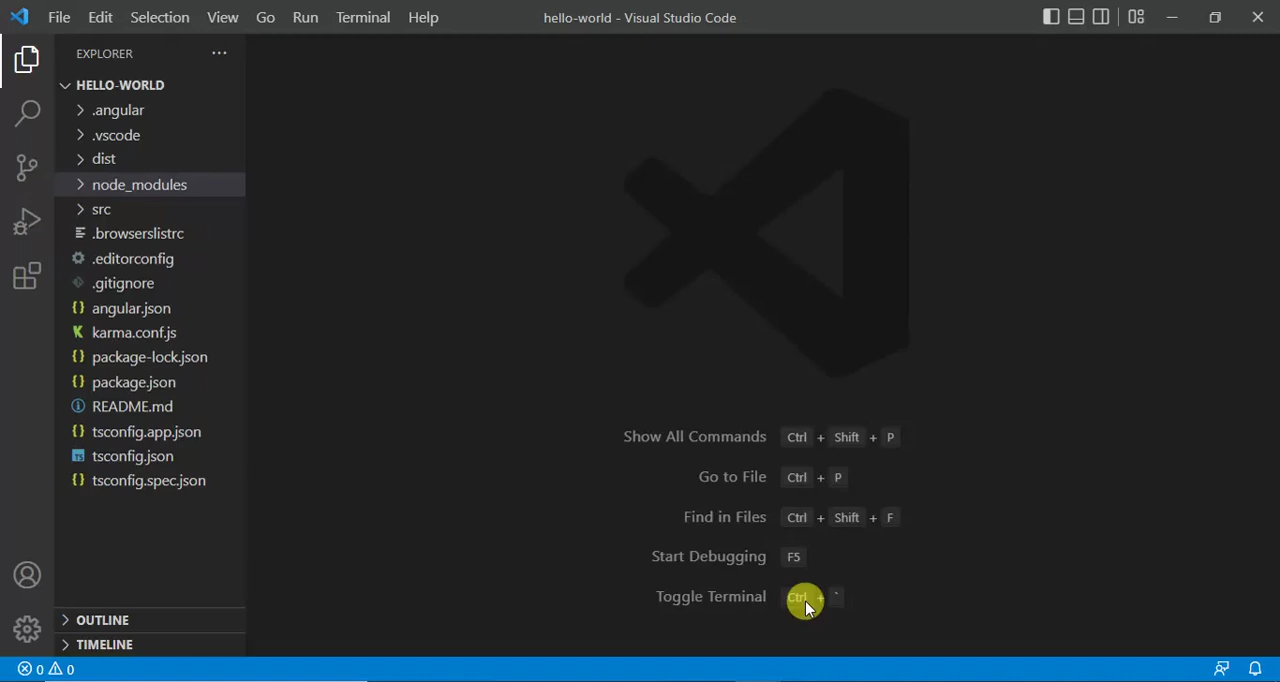 File Edit Selection View Go Run Terminal Help hello-world - Visual Studio Code
EXPLORER ···
HELLO-WORLD
.angular
.vscode
dist
node_modules
src
.browserslistrc
.editorconfig
.gitignore
{} angular.json
K karma.conf.js
{} package-lock.json
{} package.json
README.md
{} tsconfig.app.json
TS tsconfig.json
{} tsconfig.spec.json
Show All Commands Ctrl + Shift + P
Go to File Ctrl + P
Find in Files Ctrl + Shift + F
Start Debugging F5
Toggle Terminal Ctrl + `
OUTLINE
TIMELINE
0 0